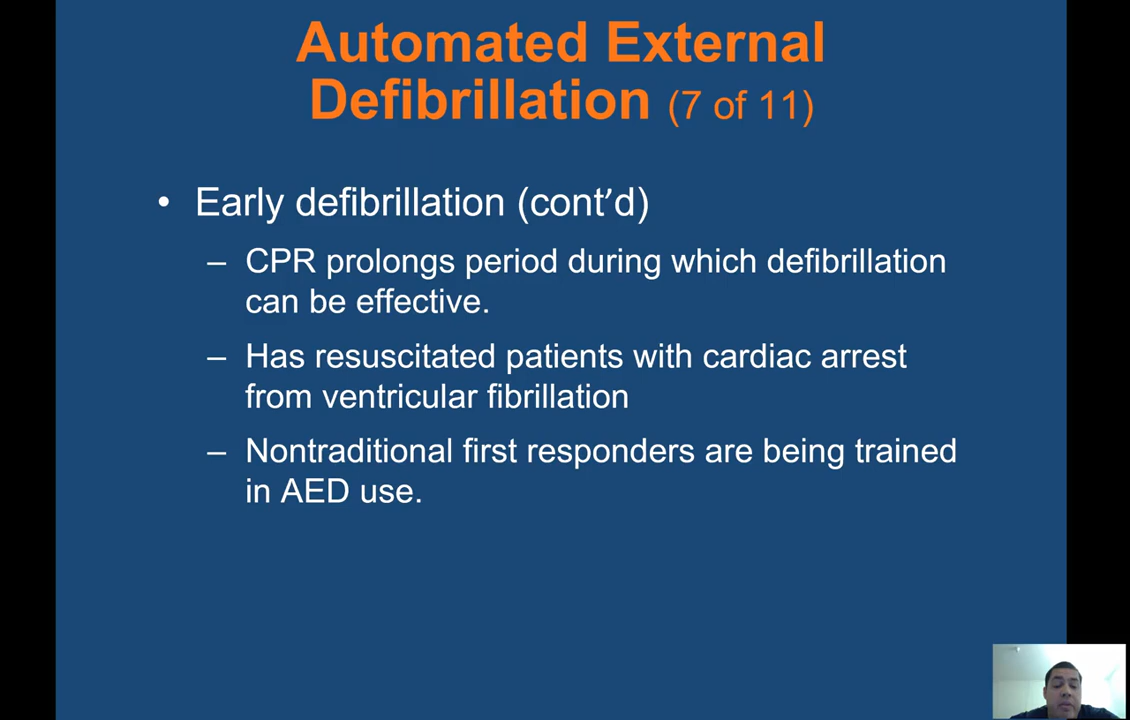 Automated External
Defibrillation (7 of 11)
• Early defibrillation (cont’d)
– CPR prolongs period during which defibrillation
can be effective.
– Has resuscitated patients with cardiac arrest
from ventricular fibrillation
– Nontraditional first responders are being trained
in AED use.